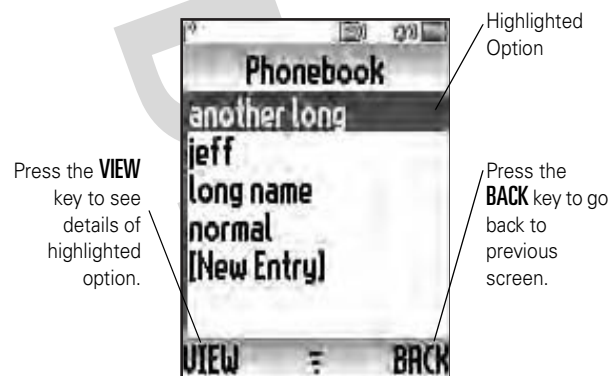 Highlighted
Option
Phonebook
another long
jeff
long name
normal
[New Entry]
Press the VIEW
key to see
details of
highlighted
option.
Press the
BACK key to go
back to
previous
screen.
VIEW
BACK